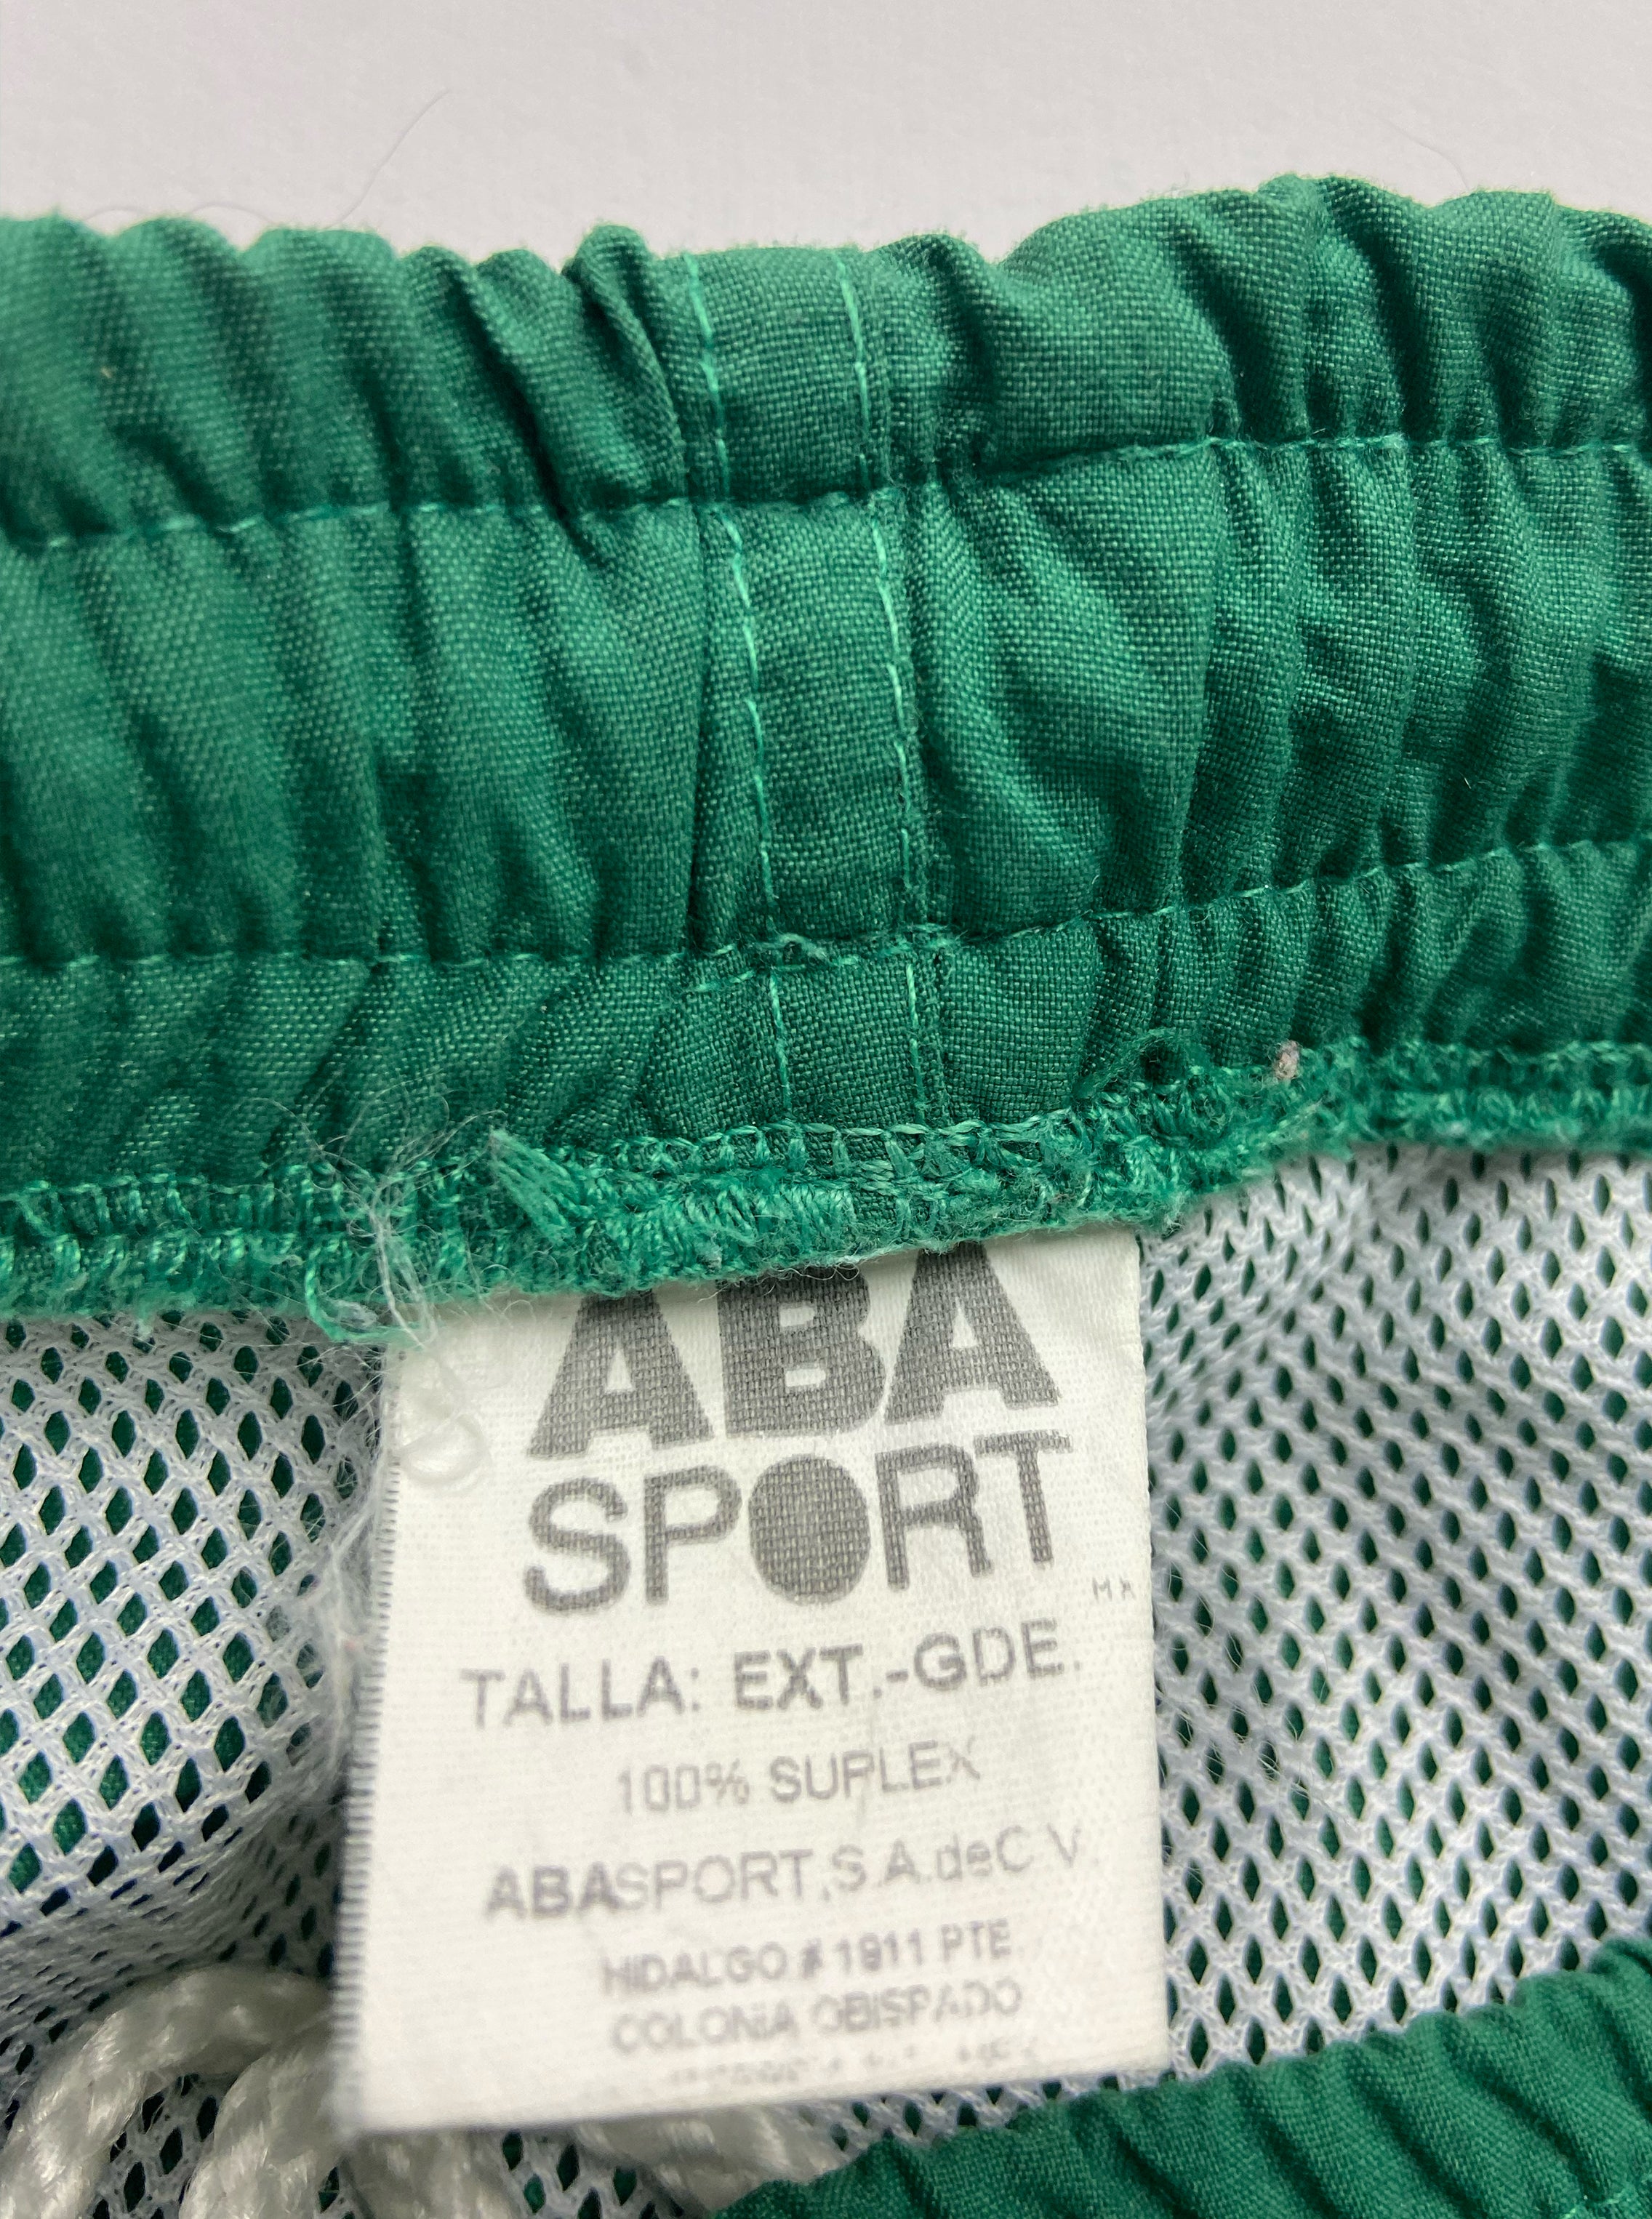 ABA
SPORT
MR
TALLA: EXT.-GDE.
100% SUPLEX
ABASPORT,S.A.deC.V.
HIDALGO # 1911 PTE
COLONIA OBISPADO